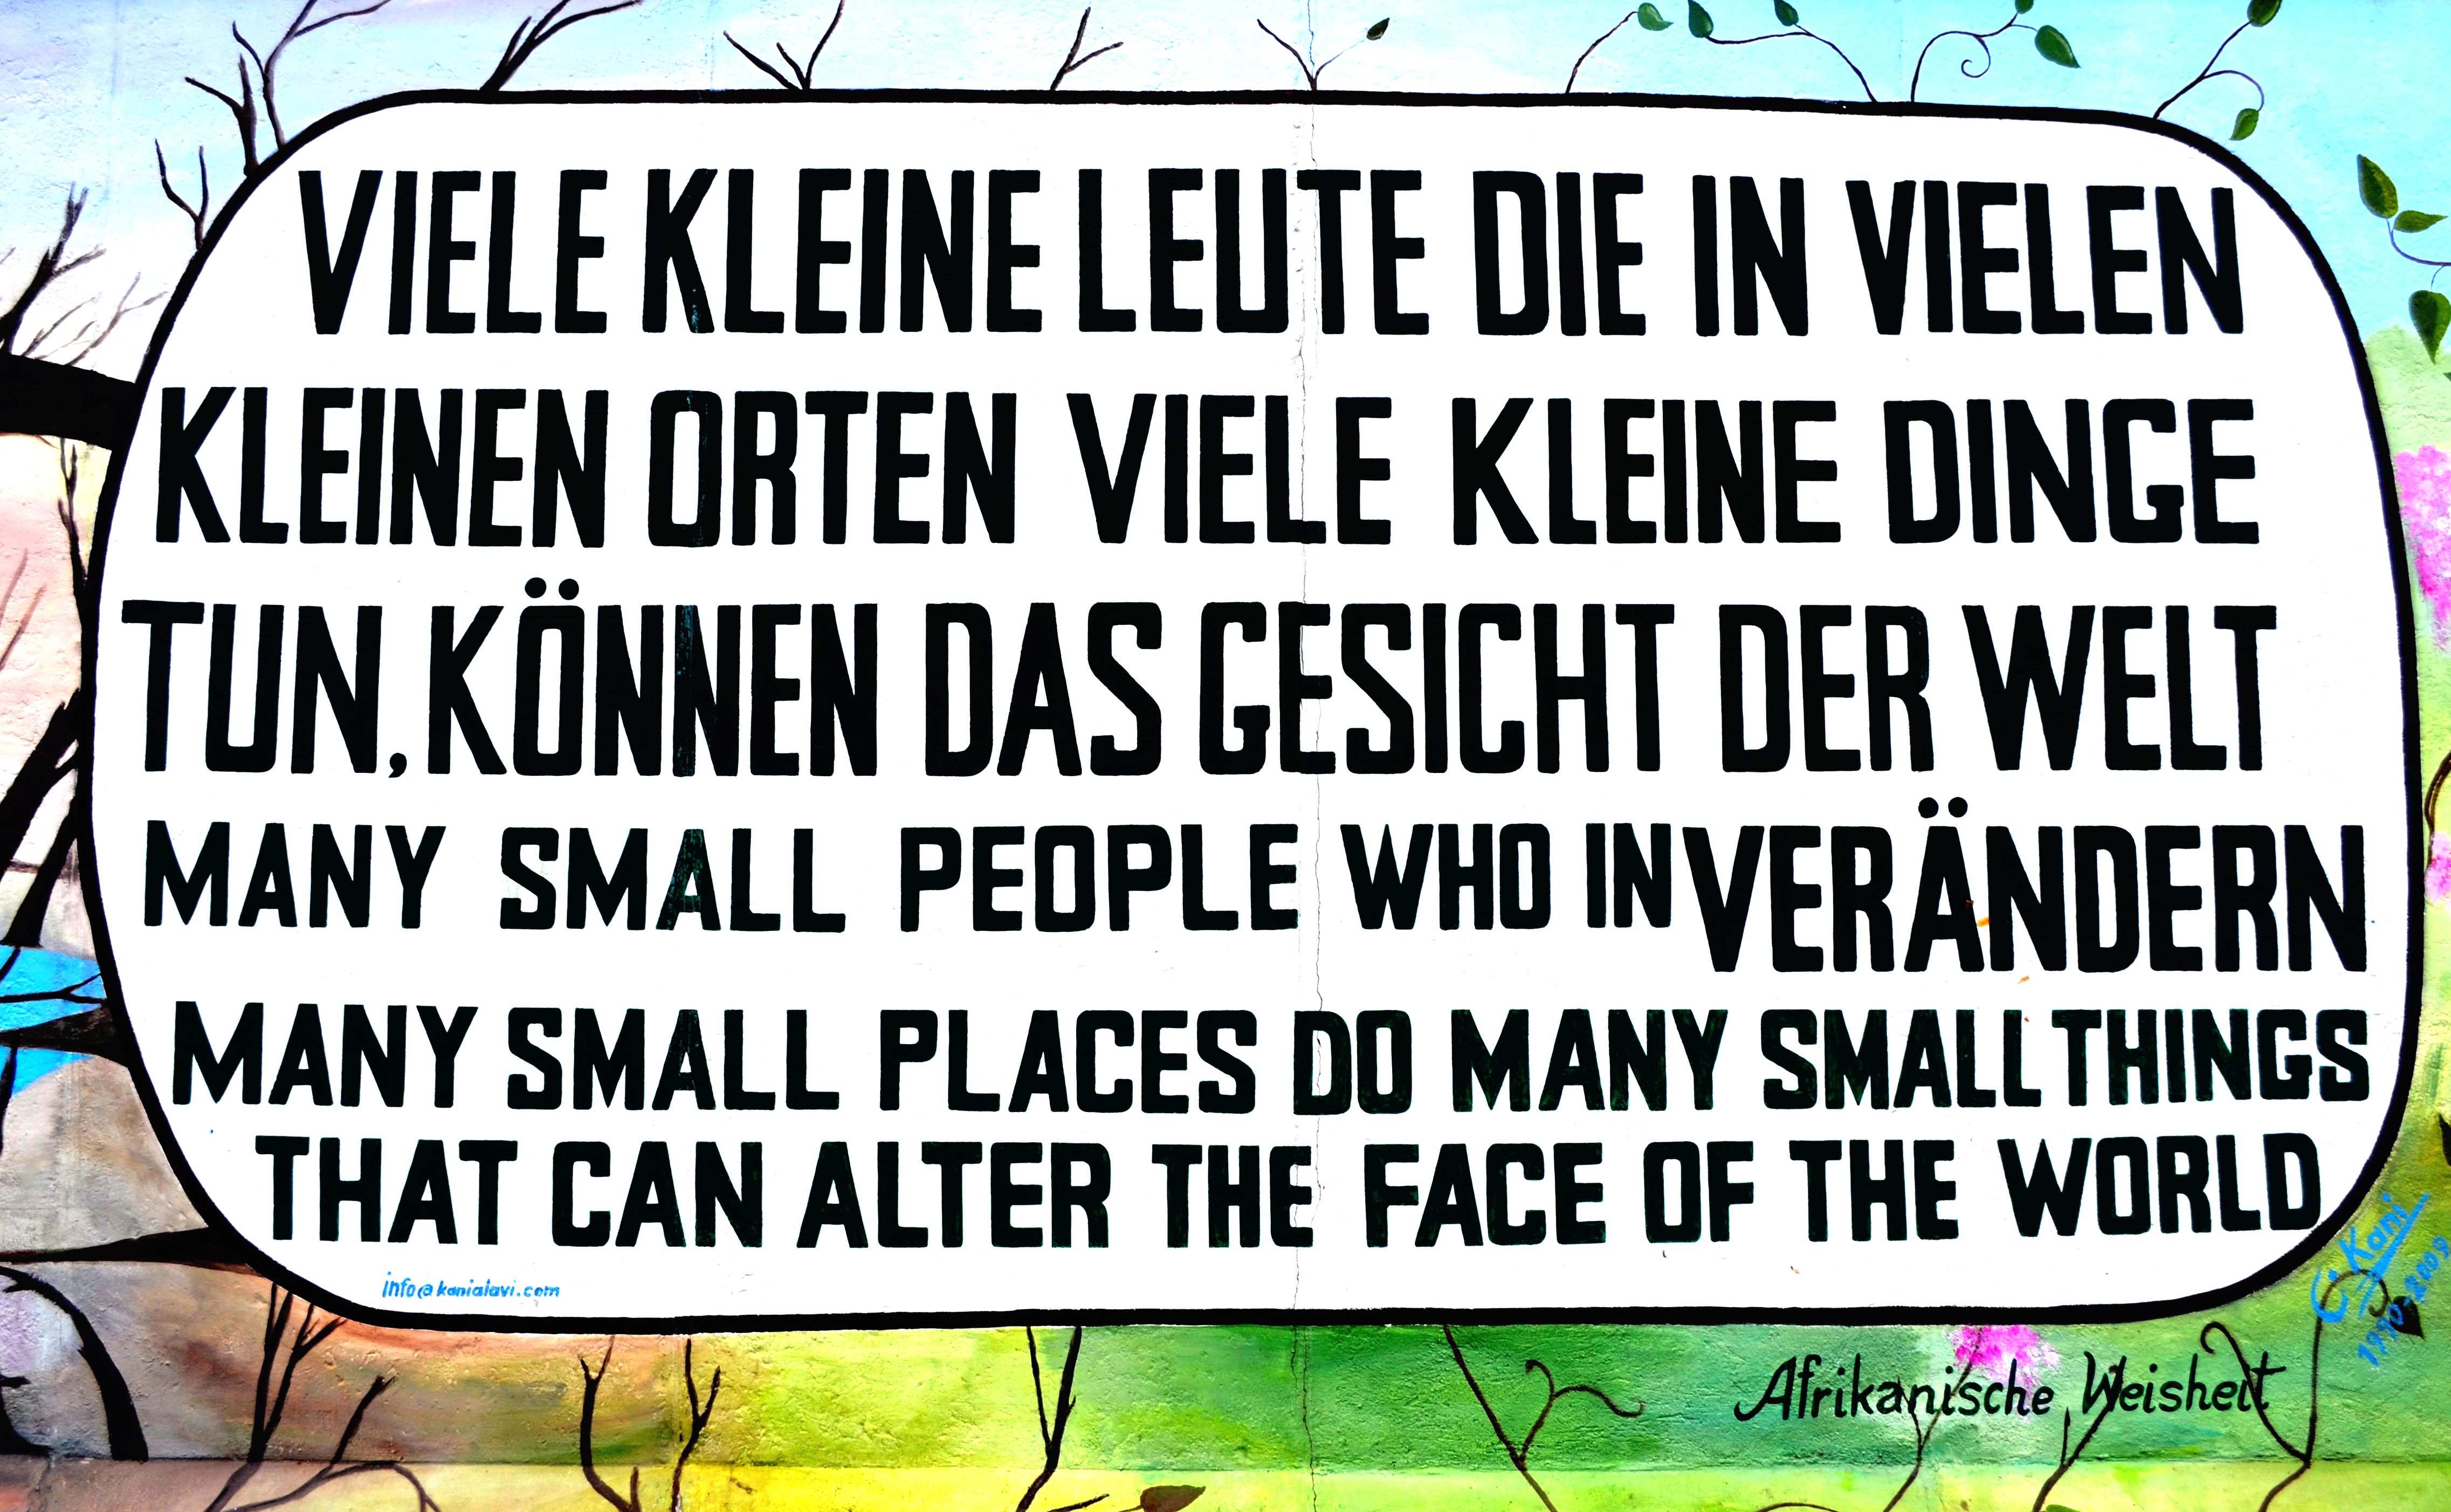 VIELE KLEINE LEUTE DIE IN VIELEN
KLEINEN ORTEN VIELE KLEINE DINGE
TUN, KÖNNEN DAS GESICHT DER WELT
VERÄNDERN
MANY SMALL PEOPLE WHO IN
MANY SMALL PLACES DO MANY SMALL THINGS
THAT CAN ALTER THE FACE OF THE WORLD
info@kanialavi.com
Kani
1990-2009
Afrikanische Weisheit